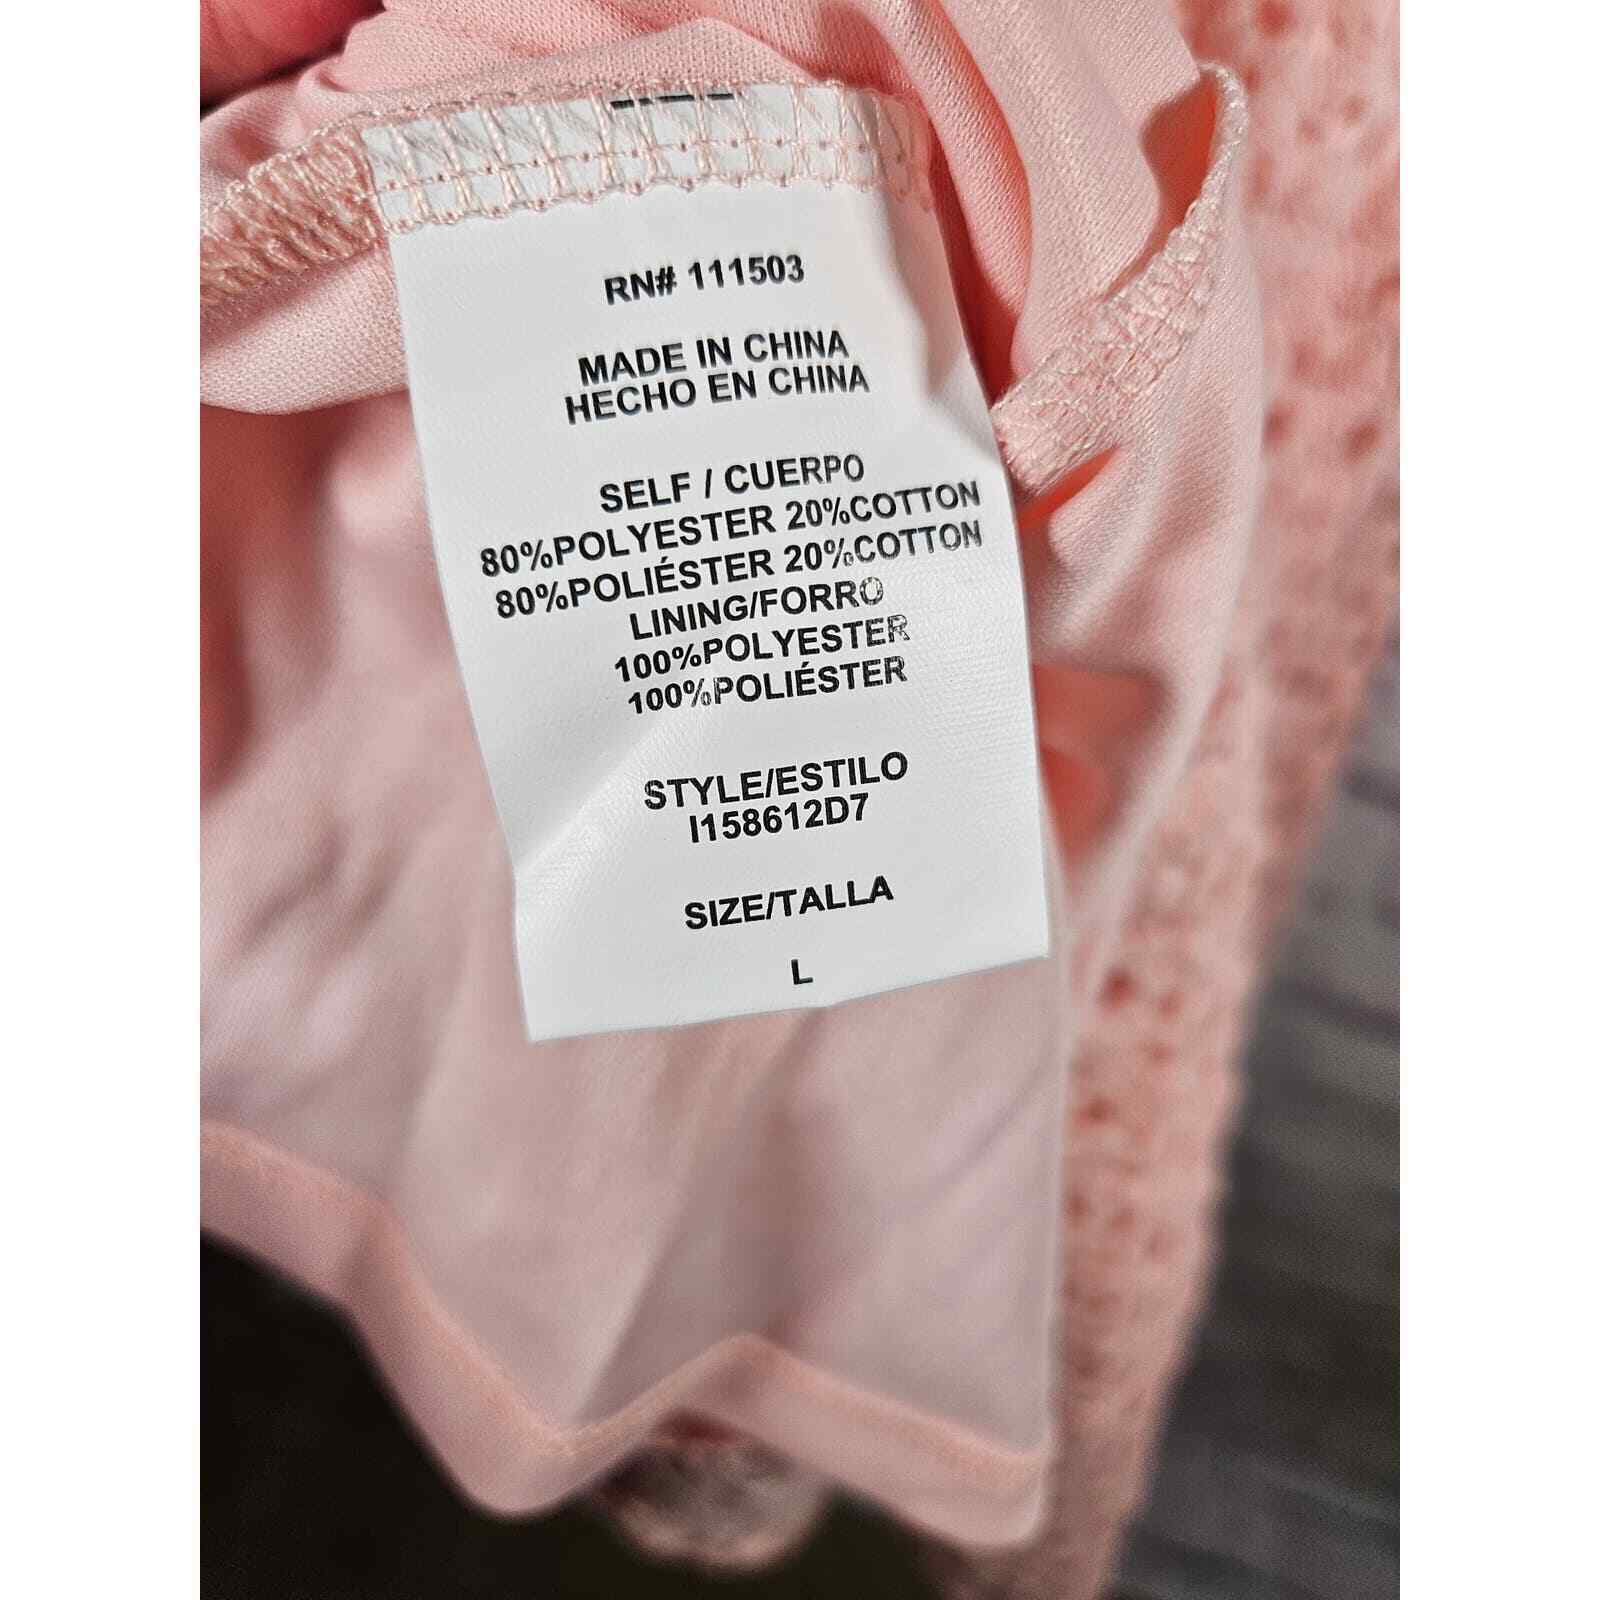 RN# 111503
MADE IN CHINA
HECHO EN CHINA
SELF / CUERPO
80%POLYESTER 20%COTTON
80%POLIÉSTER 20%COTTON
LINING/FORRO
100%POLYESTER
100%POLIÉSTER
STYLE/ESTILO
I158612D7
SIZE/TALLA
L